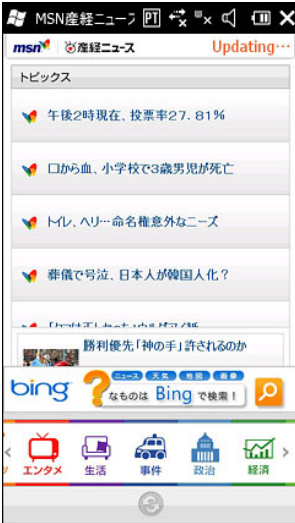 MSN産経ニュース PT
msn 産経ニュース Updating…
トピックス
午後2時現在、投票率27.81%
口から血、小学校で3歳男児が死亡
トイレ、ヘリ…命名権意外なニーズ
葬儀で号泣、日本人が韓国人化？
勝利優先「神の手」許されるのか
ニュース 天気 地図 画像
bing ?なものは Bing で検索！
エンタメ 生活 事件 政治 経済